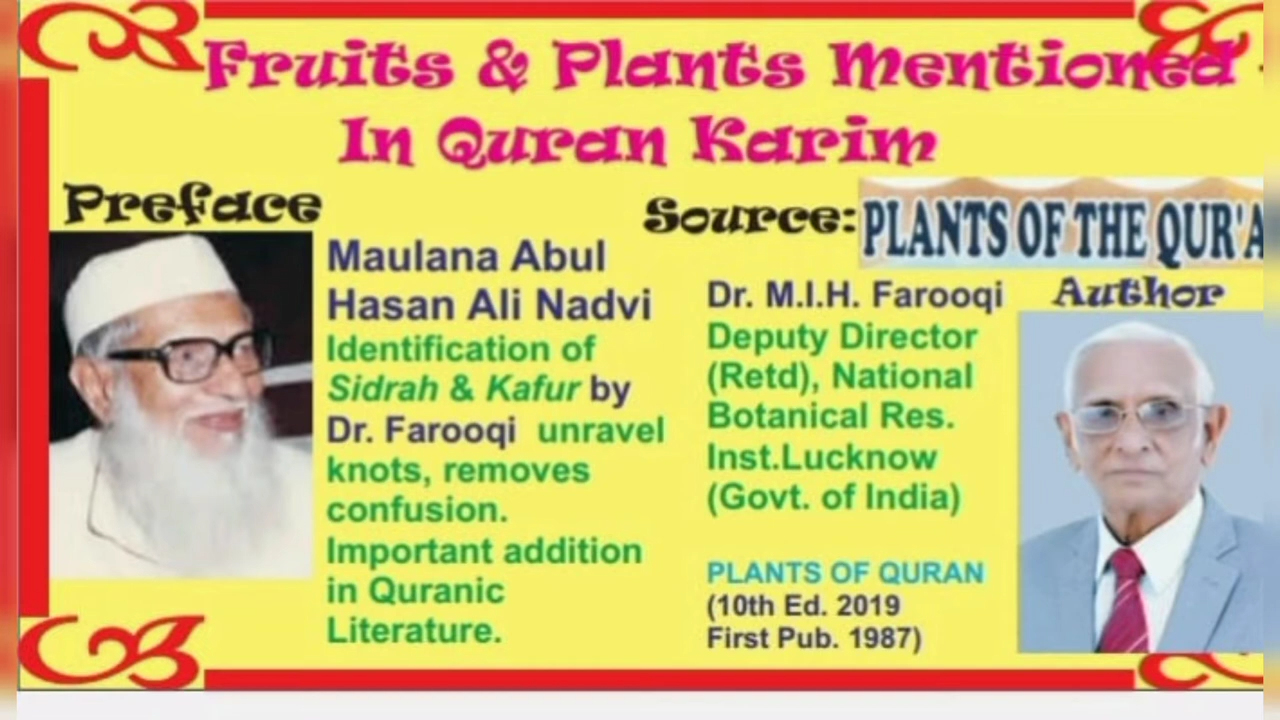 Fruits & Plants Mentioned
In Quran Karim
Preface
Maulana Abul
Hasan Ali Nadvi
Identification of
Sidrah & Kafur by
Dr. Farooqi unravel
knots, removes
confusion.
Important addition
in Quranic
Literature.
Source: PLANTS OF THE QUR'A
Author
Dr. M.I.H. Farooqi
Deputy Director
(Retd), National
Botanical Res.
Inst.Lucknow
(Govt. of India)
PLANTS OF QURAN
(10th Ed. 2019
First Pub. 1987)